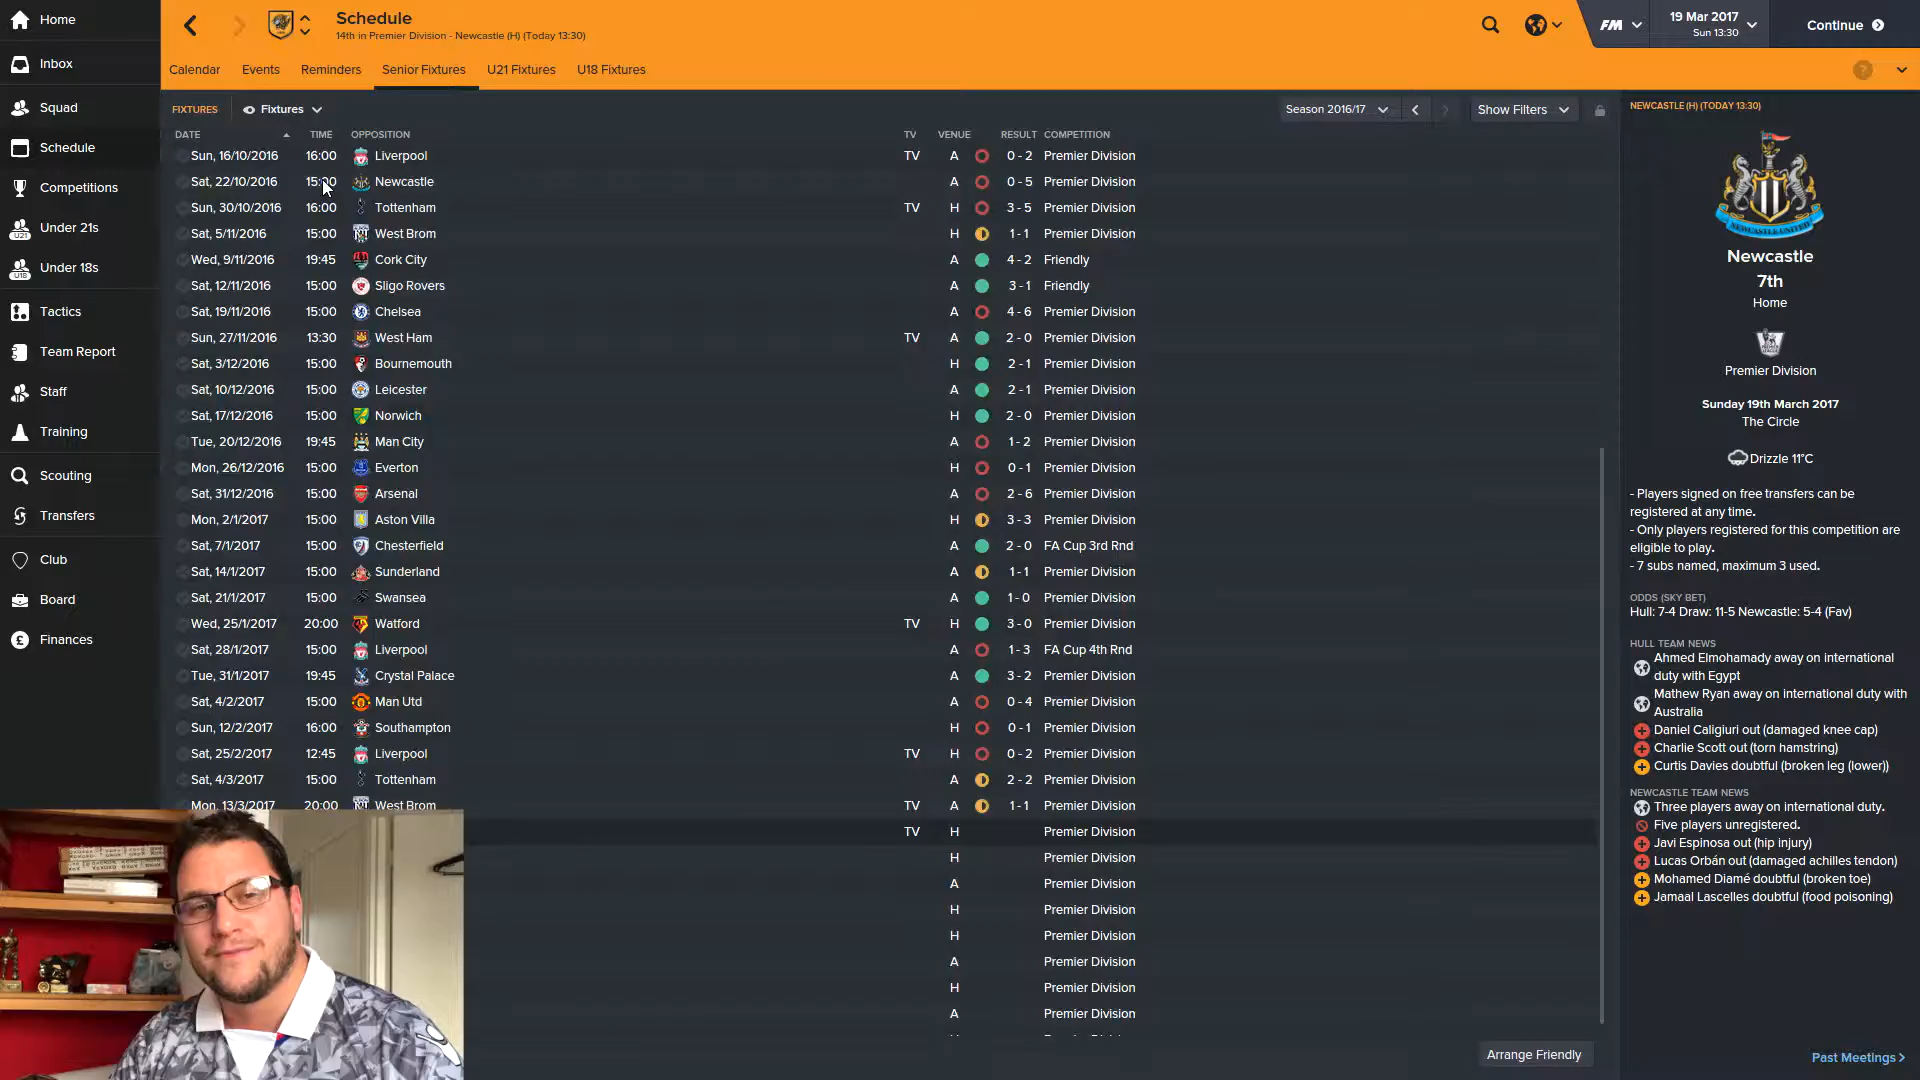 Home
Inbox
Squad
Schedule
Competitions
Under 21s
Under 18s
Tactics
Team Report
Staff
Training
Scouting
Transfers
Club
Board
Finances
Schedule
14th in Premier Division - Newcastle (H) (Today 13:30)
FM
19 Mar 2017
Sun 13:30
Continue
Calendar Events Reminders Senior Fixtures U21 Fixtures U18 Fixtures
FIXTURES Fixtures Season 2016/17 Show Filters
DATE TIME OPPOSITION TV VENUE RESULT COMPETITION
Sun, 16/10/2016 16:00 Liverpool TV A 0 - 2 Premier Division
Sat, 22/10/2016 15:00 Newcastle A 0 - 5 Premier Division
Sun, 30/10/2016 16:00 Tottenham TV H 3 - 5 Premier Division
Sat, 5/11/2016 15:00 West Brom H 1 - 1 Premier Division
Wed, 9/11/2016 19:45 Cork City A 4 - 2 Friendly
Sat, 12/11/2016 15:00 Sligo Rovers A 3 - 1 Friendly
Sat, 19/11/2016 15:00 Chelsea A 4 - 6 Premier Division
Sun, 27/11/2016 13:30 West Ham TV A 2 - 0 Premier Division
Sat, 3/12/2016 15:00 Bournemouth H 2 - 1 Premier Division
Sat, 10/12/2016 15:00 Leicester A 2 - 1 Premier Division
Sat, 17/12/2016 15:00 Norwich H 2 - 0 Premier Division
Tue, 20/12/2016 19:45 Man City A 1 - 2 Premier Division
Mon, 26/12/2016 15:00 Everton H 0 - 1 Premier Division
Sat, 31/12/2016 15:00 Arsenal A 2 - 6 Premier Division
Mon, 2/1/2017 15:00 Aston Villa H 3 - 3 Premier Division
Sat, 7/1/2017 15:00 Chesterfield A 2 - 0 FA Cup 3rd Rnd
Sat, 14/1/2017 15:00 Sunderland A 1 - 1 Premier Division
Sat, 21/1/2017 15:00 Swansea A 1 - 0 Premier Division
Wed, 25/1/2017 20:00 Watford TV H 3 - 0 Premier Division
Sat, 28/1/2017 15:00 Liverpool A 1 - 3 FA Cup 4th Rnd
Tue, 31/1/2017 19:45 Crystal Palace A 3 - 2 Premier Division
Sat, 4/2/2017 15:00 Man Utd A 0 - 4 Premier Division
Sun, 12/2/2017 16:00 Southampton H 0 - 1 Premier Division
Sat, 25/2/2017 12:45 Liverpool TV H 0 - 2 Premier Division
Sat, 4/3/2017 15:00 Tottenham A 2 - 2 Premier Division
Mon, 13/3/2017 20:00 West Brom TV A 1 - 1 Premier Division
TV H Premier Division
H Premier Division
A Premier Division
H Premier Division
H Premier Division
A Premier Division
H Premier Division
A Premier Division
Arrange Friendly
NEWCASTLE (H) (TODAY 13:30)
NEWCASTLE UNITED
Newcastle
7th
Home
Premier Division
Sunday 19th March 2017
The Circle
Drizzle 11°C
- Players signed on free transfers can be
registered at any time.
- Only players registered for this competition are
eligible to play.
- 7 subs named, maximum 3 used.
ODDS (SKY BET)
Hull: 7-4 Draw: 11-5 Newcastle: 5-4 (Fav)
HULL TEAM NEWS
Ahmed Elmohamady away on international
duty with Egypt
Mathew Ryan away on international duty with
Australia
Daniel Caligiuri out (damaged knee cap)
Charlie Scott out (torn hamstring)
Curtis Davies doubtful (broken leg (lower))
NEWCASTLE TEAM NEWS
Three players away on international duty.
Five players unregistered.
Javi Espinosa out (hip injury)
Lucas Orbán out (damaged achilles tendon)
Mohamed Diamé doubtful (broken toe)
Jamaal Lascelles doubtful (food poisoning)
Past Meetings >